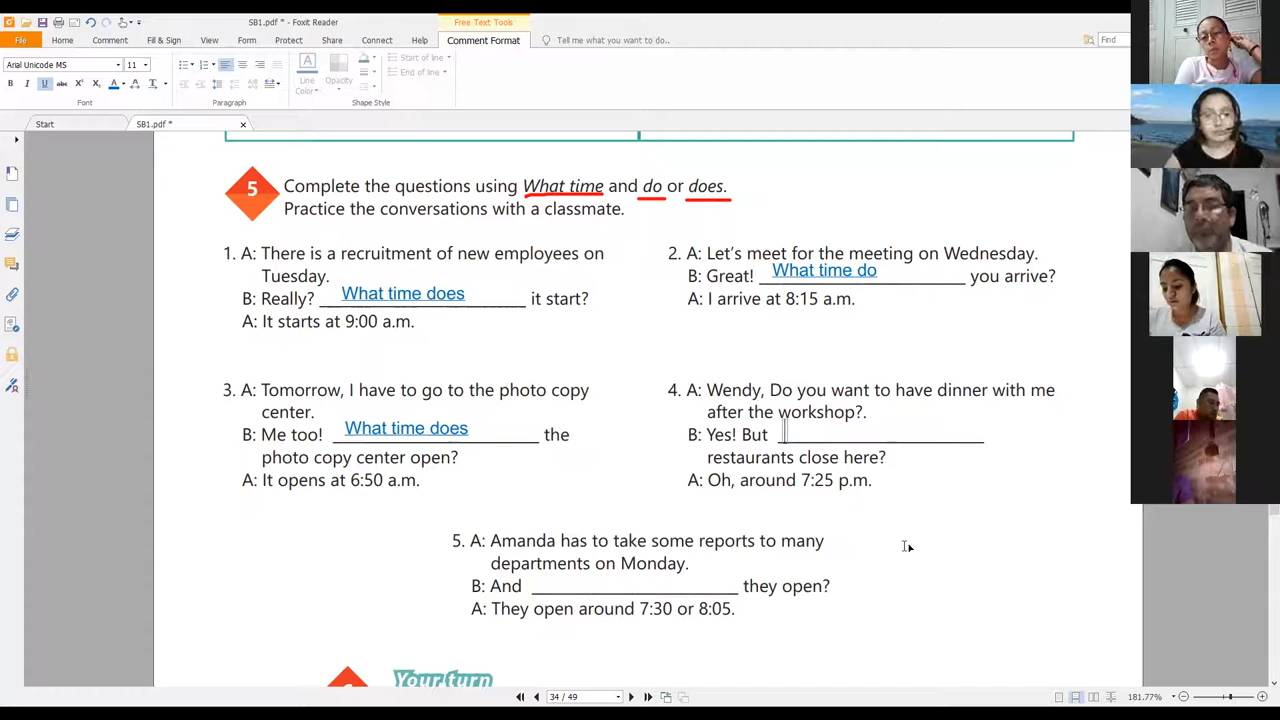 SB1.pdf * - Foxit Reader
Free Text Tools
File Home Comment Fill & Sign View Form Protect Share Connect Help Comment Format Tell me what you want to do.. Find
Arial Unicode MS 11
Start of line
End of line
Line Color
Opacity
Font Paragraph Shape Style
Start SB1.pdf *
5 Complete the questions using What time and do or does.
Practice the conversations with a classmate.
1. A: There is a recruitment of new employees on
Tuesday.
B: Really? What time does it start?
A: It starts at 9:00 a.m.
2. A: Let's meet for the meeting on Wednesday.
B: Great! What time do you arrive?
A: I arrive at 8:15 a.m.
3. A: Tomorrow, I have to go to the photo copy
center.
B: Me too! What time does the
photo copy center open?
A: It opens at 6:50 a.m.
4. A: Wendy, Do you want to have dinner with me
after the workshop?.
B: Yes! But ____________________
restaurants close here?
A: Oh, around 7:25 p.m.
5. A: Amanda has to take some reports to many
departments on Monday.
B: And ____________________ they open?
A: They open around 7:30 or 8:05.
Your turn
34 / 49
181.77%